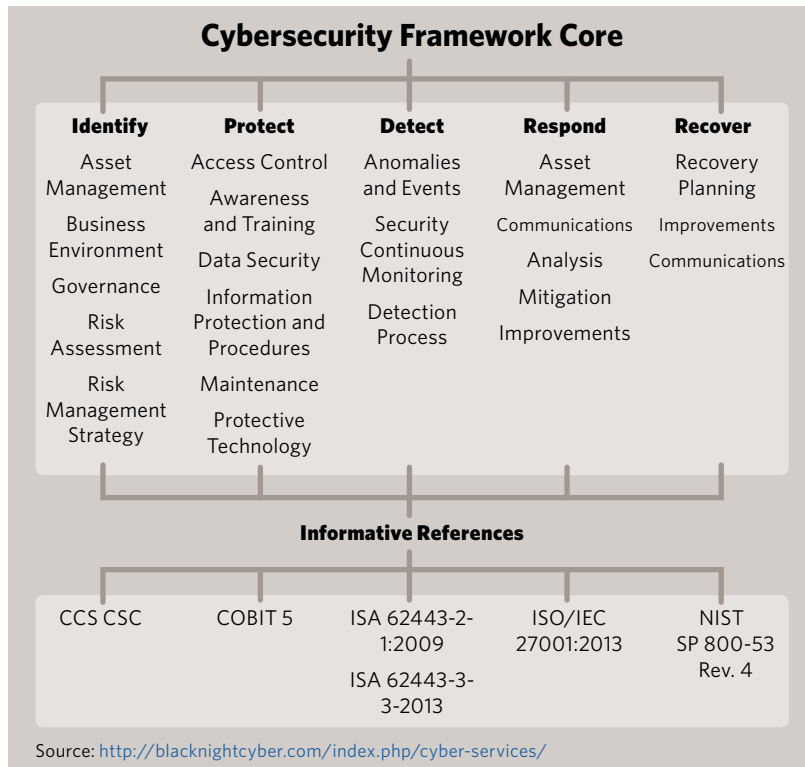 Cybersecurity Framework Core
Identify
Asset
Management
Business
Environment
Governance
Risk
Assessment
Risk
Management
Strategy
Protect
Access Control
Awareness
and Training
Data Security
Information
Protection and
Procedures
Maintenance
Protective
Technology
Detect
Anomalies
and Events
Security
Continuous
Monitoring
Detection
Process
Respond
Asset
Management
Communications
Analysis
Mitigation
Improvements
Recover
Recovery
Planning
Improvements
Communications
Informative References
CCS CSC
COBIT 5
ISA 62443-2-
1:2009
ISA 62443-3-
3-2013
ISO/IEC
27001:2013
NIST
SP 800-53
Rev. 4
Source: http://blacknightcyber.com/index.php/cyber-services/